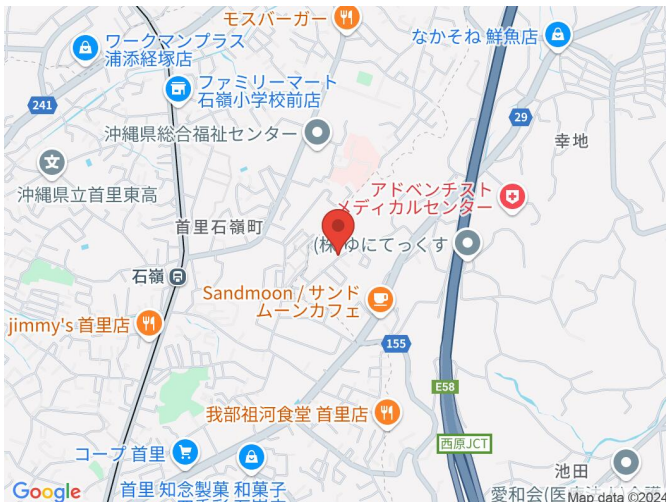 モスバーガー
ワークマンプラス
浦添経塚店
なかそね 鮮魚店
ファミリーマート
石嶺小学校前店
241
29
沖縄県総合福祉センター
幸地
沖縄県立首里東高
アドベンチスト
メディカルセンター
首里石嶺町
(株)ゆにてっくす
石嶺
Sandmoon / サンド
ムーンカフェ
jimmy's 首里店
155
E58
我部祖河食堂 首里店
西原JCT
コープ 首里
池田
首里 知念製菓 和菓子
Google
Map data ©2024